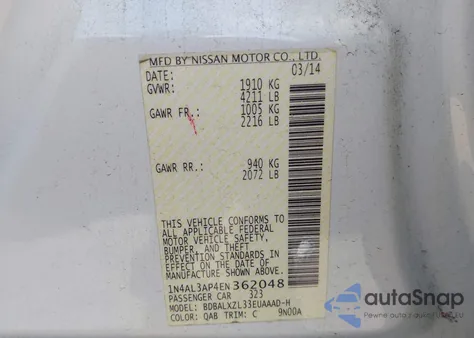 MFD BY NISSAN MOTOR CO., LTD.
DATE: 03/14
GVWR: 1910 KG
4211 LB
GAWR FR.: 1005 KG
2216 LB
GAWR RR.: 940 KG
2072 LB
THIS VEHICLE CONFORMS TO
ALL APPLICABLE FEDERAL
MOTOR VEHICLE SAFETY,
BUMPER, AND THEFT
PREVENTION STANDARDS IN
EFFECT ON THE DATE OF
MANUFACTURE SHOWN ABOVE.
1N4AL3AP4EN362048
PASSENGER CAR 323
MODEL: BDBALXZL33EUAAAD-H
COLOR: QAB TRIM: C 9N00A
autoSnap
Pewne auto z aukcji